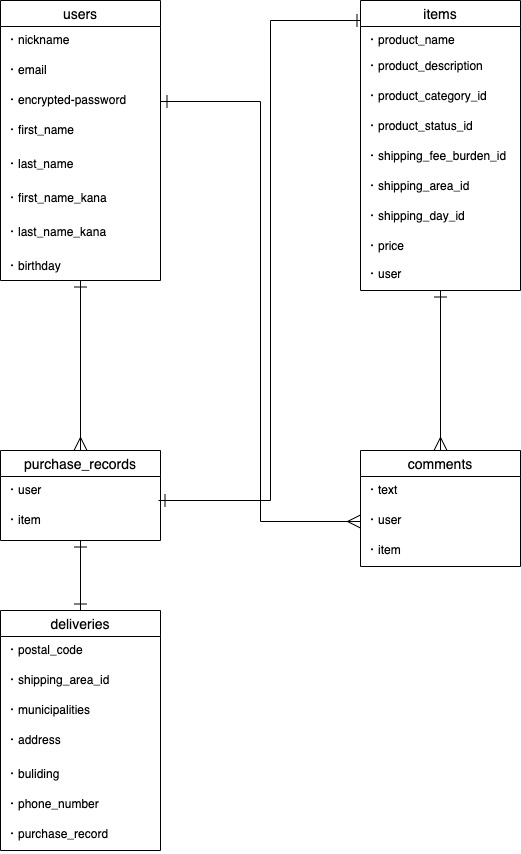 users
・nickname
・email
・encrypted-password
・first_name
・last_name
・first_name_kana
・last_name_kana
・birthday
items
・product_name
・product_description
・product_category_id
・product_status_id
・shipping_fee_burden_id
・shipping_area_id
・shipping_day_id
・price
・user
purchase_records
・user
・item
comments
・text
・user
・item
deliveries
・postal_code
・shipping_area_id
・municipalities
・address
・buliding
・phone_number
・purchase_record